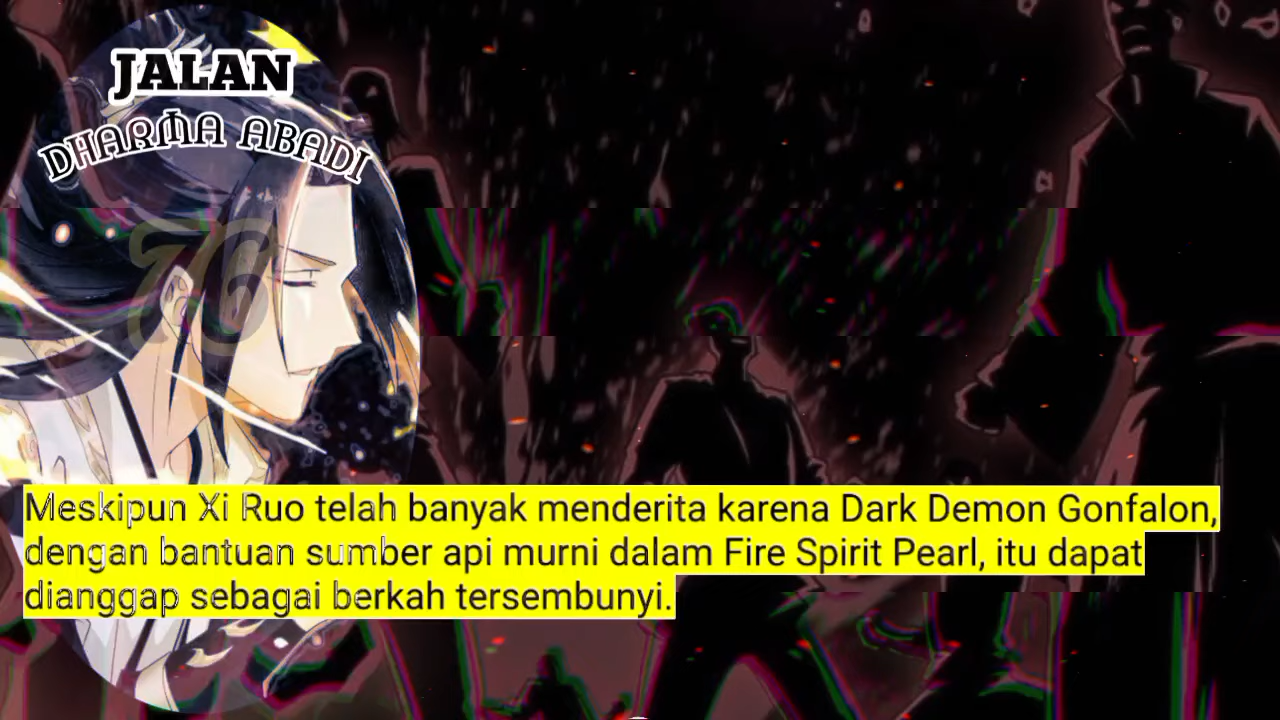 JALAN
DHARMA ABADI
76
Meskipun Xi Ruo telah banyak menderita karena Dark Demon Gonfalon,
dengan bantuan sumber api murni dalam Fire Spirit Pearl, itu dapat
dianggap sebagai berkah tersembunyi.